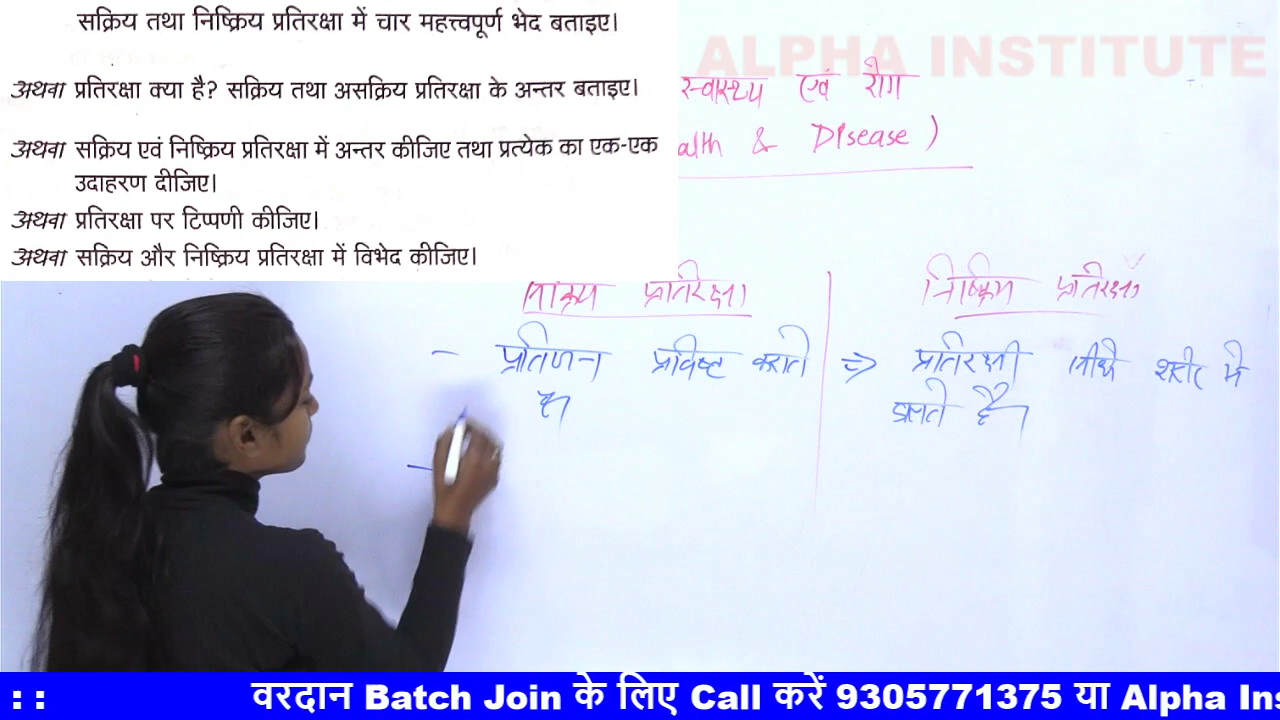 सक्रिय तथा निष्क्रिय प्रतिरक्षा में चार महत्त्वपूर्ण भेद बताइए।
ALPHA INSTITUTE
अथवा प्रतिरक्षा क्या है? सक्रिय तथा असक्रिय प्रतिरक्षा के अन्तर बताइए।
स्वास्थ्य एवं रोग
अथवा सक्रिय एवं निष्क्रिय प्रतिरक्षा में अन्तर कीजिए तथा प्रत्येक का एक-एक
उदाहरण दीजिए।
alth & Disease )
अथवा प्रतिरक्षा पर टिप्पणी कीजिए।
अथवा सक्रिय और निष्क्रिय प्रतिरक्षा में विभेद कीजिए।
प्रतिरक्षा
निष्क्रिय प्रतिरक्षा
- प्रतिजन प्रविष्ट कराते
है।
⇒ प्रतिरक्षी सीधे शरीर मे
डालते है।
-
: : वरदान Batch Join के लिए Call करें 9305771375 या Alpha Ins